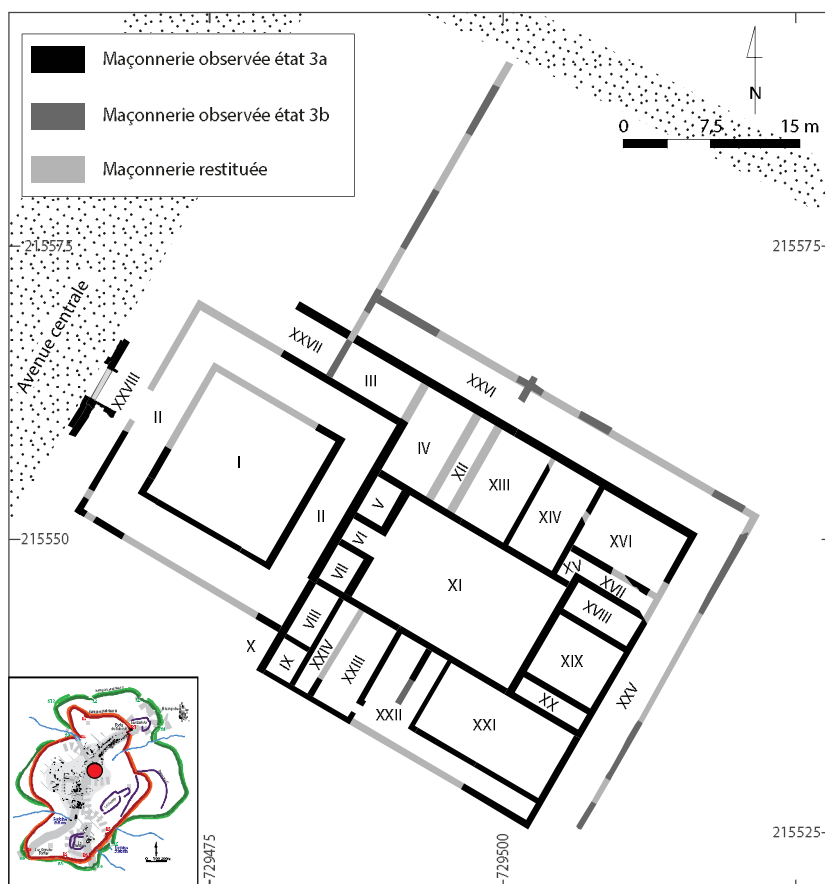 Maçonnerie observée état 3a
Maçonnerie observée état 3b
Maçonnerie restituée
N
0 7,5 15 m
215575
215575
Avenue centrale
XXVII
XXVI
III
XXVIII
II
IV
XII
I
XIII
V
XIV
II
215550
VI
XVI
XV
VII
XI
XVII
XVIII
VIII
X
XXIV
XIX
IX
XXIII
XX
XXV
XXII
XXI
215525
729475
729500